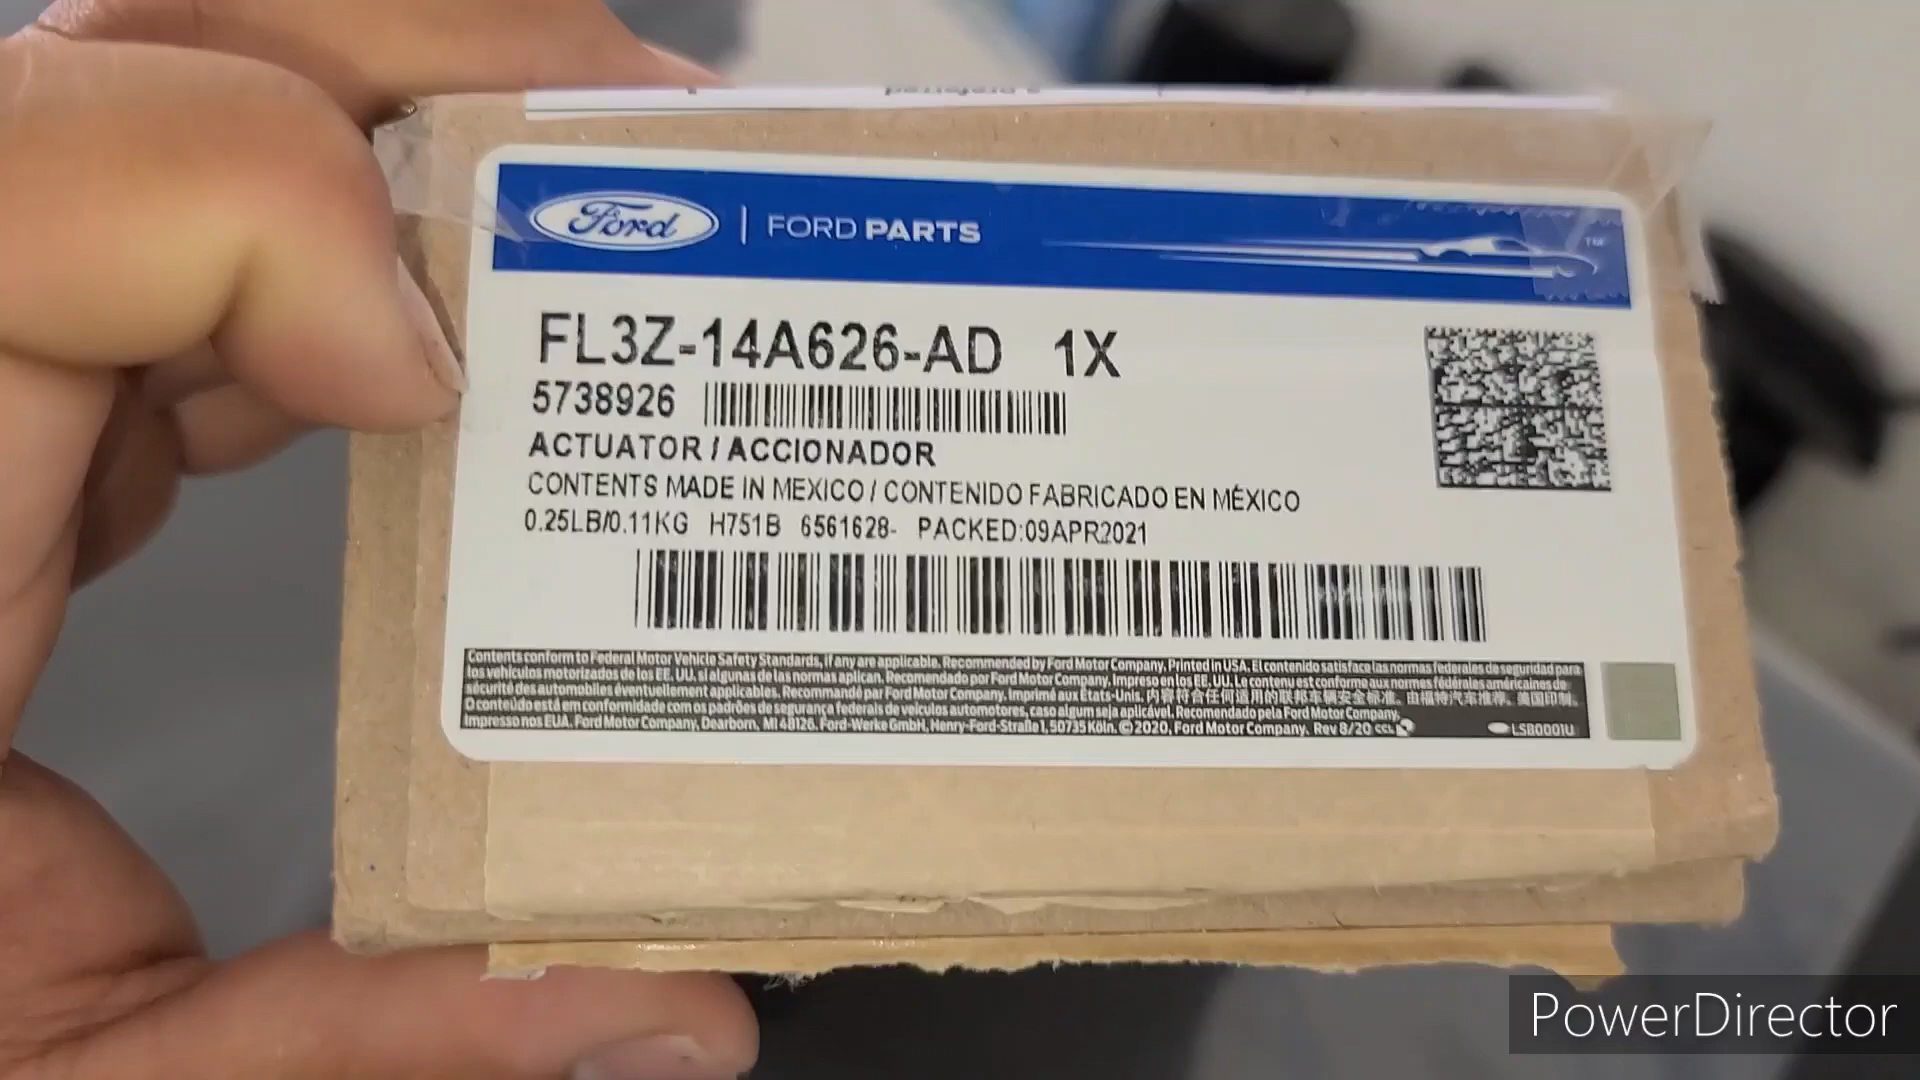 Ford | FORD PARTS ™
FL3Z-14A626-AD 1X
5738926
ACTUATOR / ACCIONADOR
CONTENTS MADE IN MEXICO / CONTENIDO FABRICADO EN MÉXICO
0.25LB/0.11KG H751B 6561628- PACKED:09APR2021
Contents conform to Federal Motor Vehicle Safety Standards, if any are applicable. Recommended by Ford Motor Company, Printed in USA. El contenido satisface las normas federales de seguridad para
los vehículos motorizados de los EE. UU. si algunas de las normas aplican. Recomendado por Ford Motor Company. Impreso en los EE. UU. Le contenu est conforme aux normes fédérales américaines de
sécurité des automobiles éventuellement applicables. Recommandé par Ford Motor Company. Imprimé aux États-Unis. 内容符合任何适用的联邦车辆安全标准。由福特汽车推荐。美国印制。
O conteúdo está em conformidade com os padrões de segurança federais de veículos automotores, caso algum seja aplicável. Recomendado pela Ford Motor Company.
Impresso nos EUA. Ford Motor Company, Dearborn, MI 48126. Ford-Werke GmbH, Henry-Ford-Straße 1, 50735 Köln. ©2020, Ford Motor Company. Rev 8/20 CCL
LSB0001U
PowerDirector